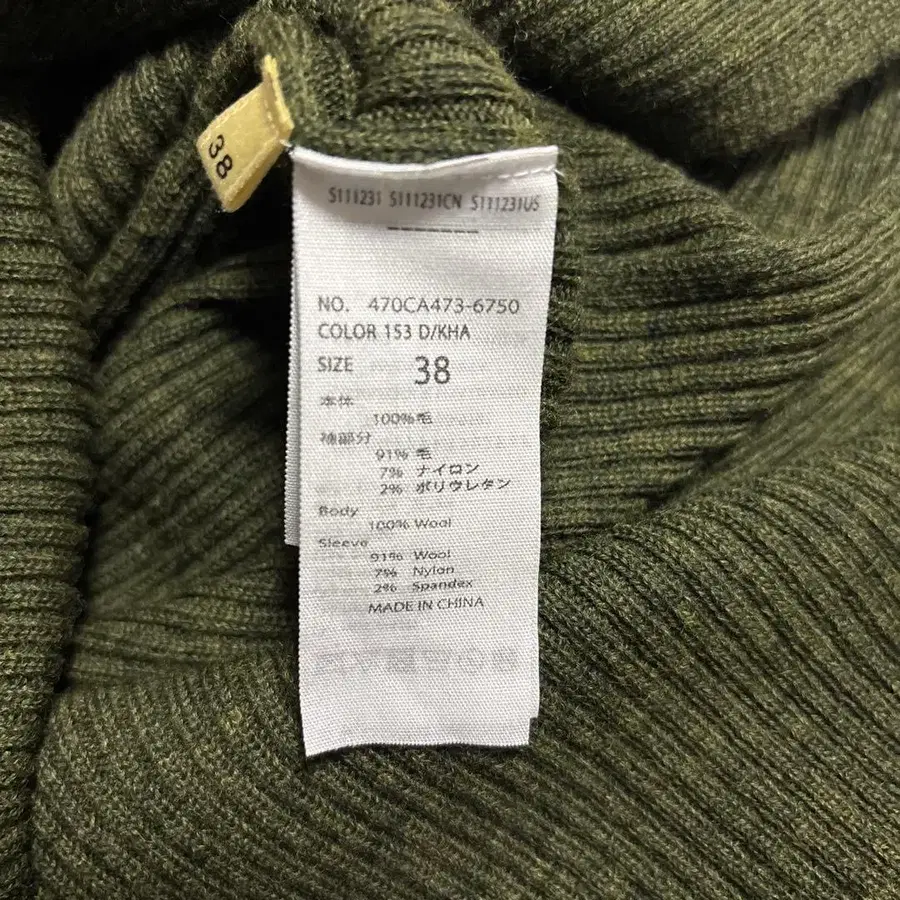 38
S111231 S111231CN S111231US
NO. 470CA473-6750
COLOR 153 D/KHA
SIZE 38
本体
100%毛
袖部分
91% 毛
7% ナイロン
2% ポリウレタン
Body
100% Wool
Sleeve
91% Wool
7% Nylon
2% Spandex
MADE IN CHINA